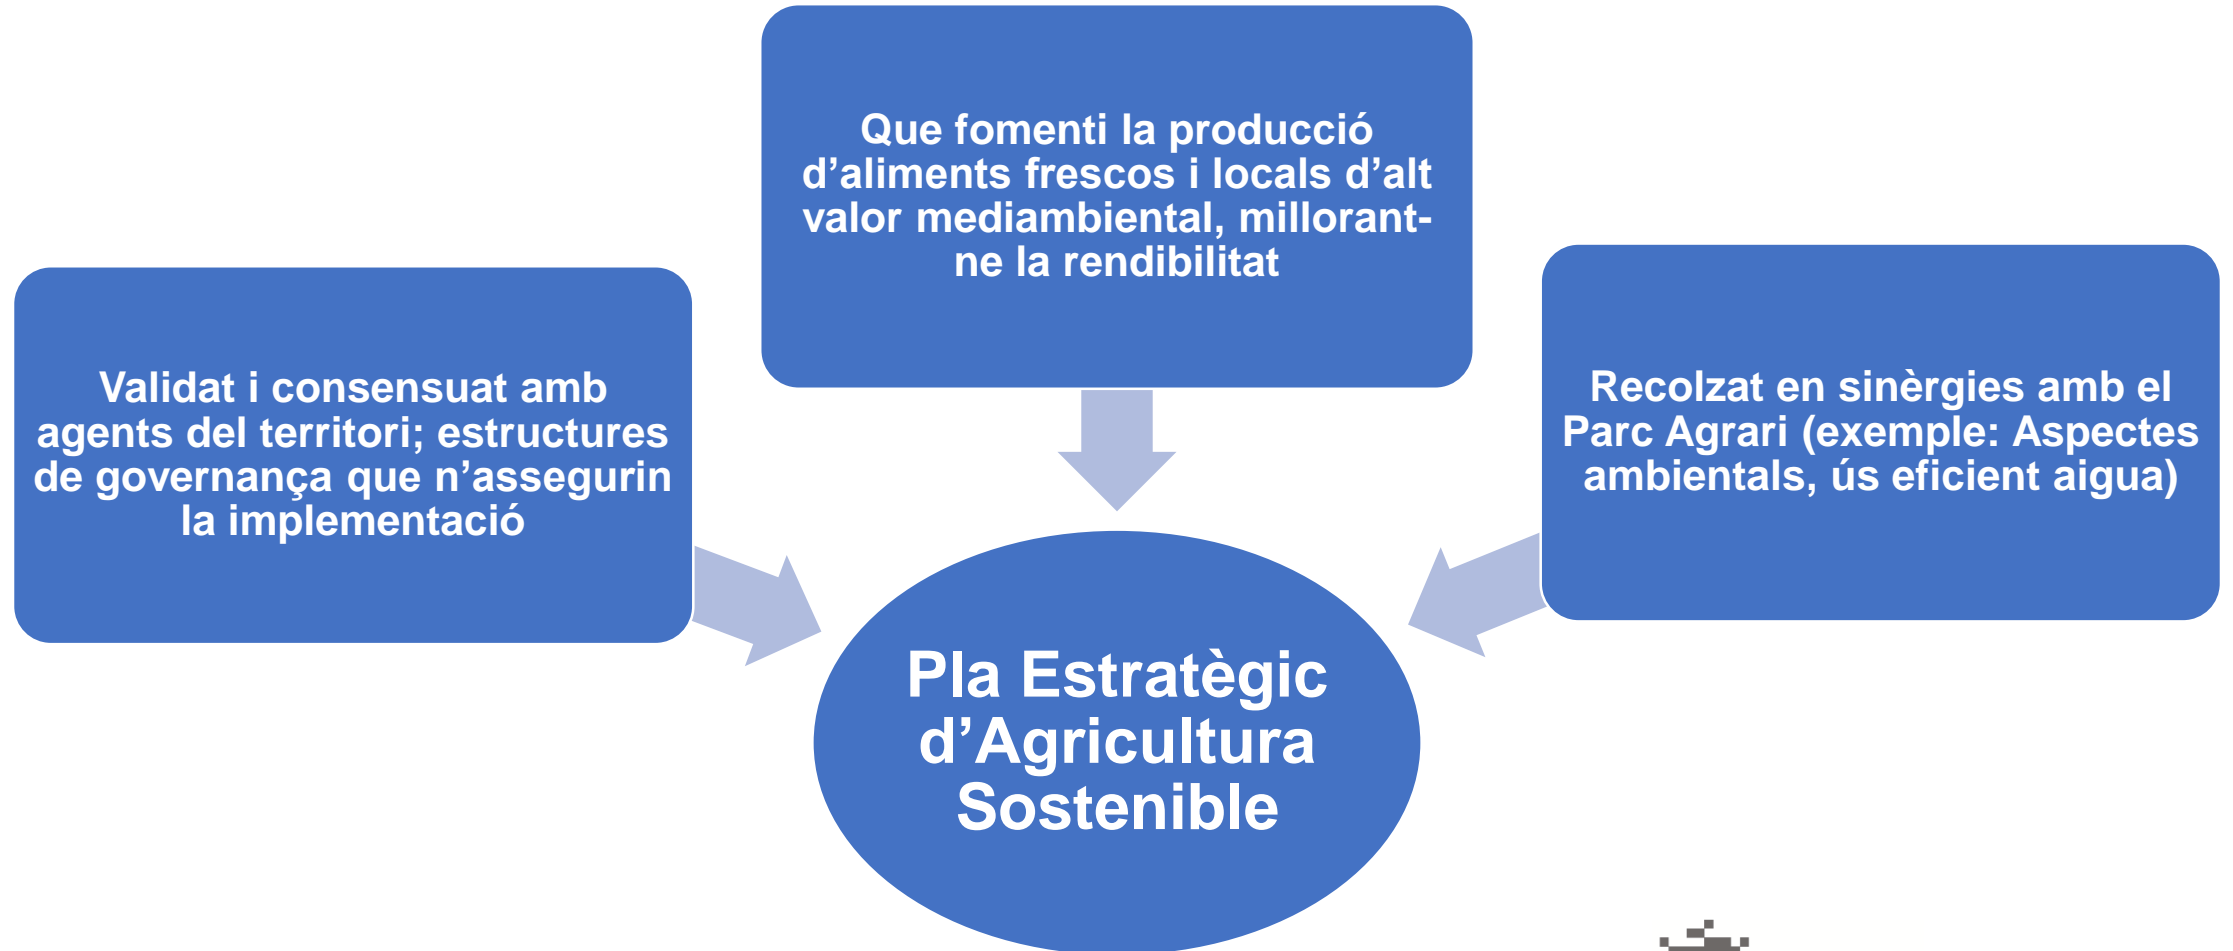 Que fomenti la producció
d’aliments frescos i locals d’alt
valor mediambiental, millorant-
ne la rendibilitat
Validat i consensuat amb
agents del territori; estructures
de governança que n’assegurin
la implementació
Recolzat en sinèrgies amb el
Parc Agrari (exemple: Aspectes
ambientals, ús eficient aigua)
Pla Estratègic
d’Agricultura
Sostenible